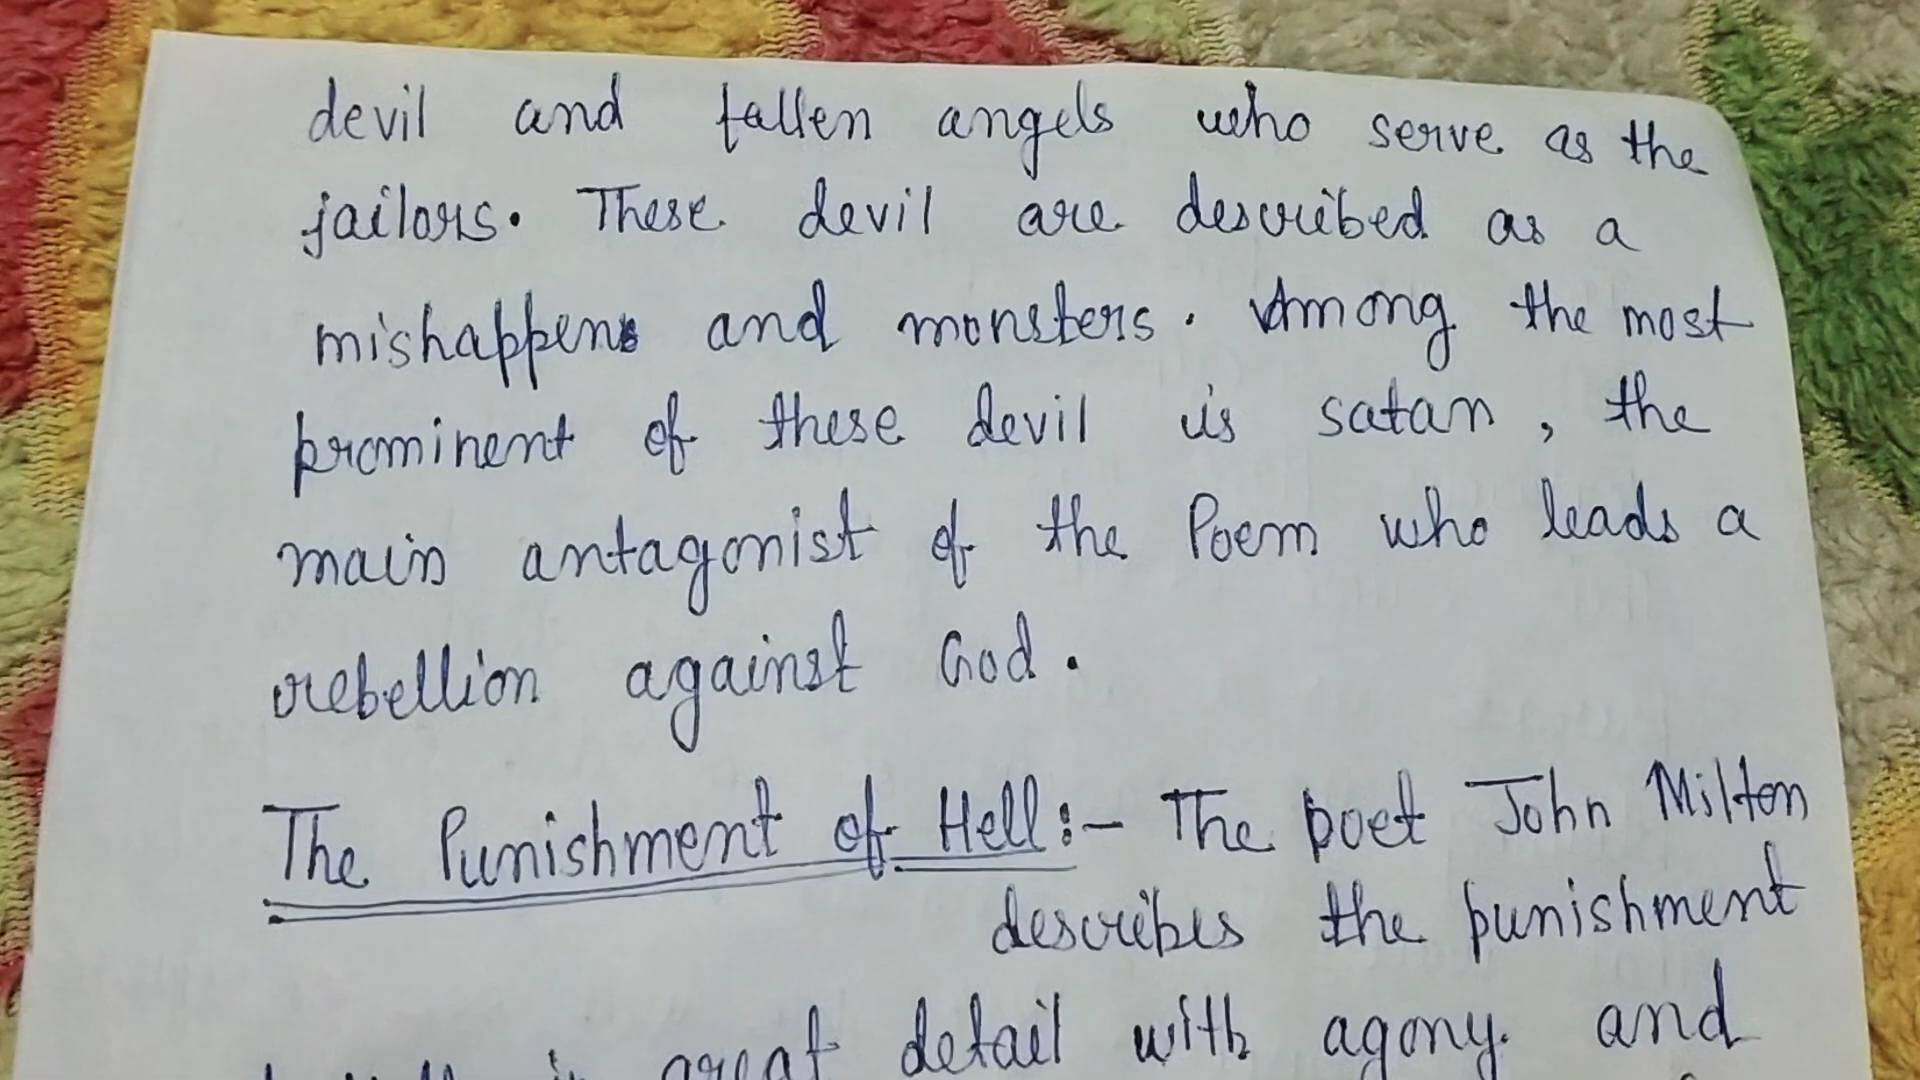 devil and fallen angels who serve as the
jailors. These devil are described as a
mishappens and monsters. Among the most
prominent of these devil is satan, the
main antagonist of the Poem who leads a
rebellion against God.
The Punishment of Hell:- The poet John Milton
describes the punishment
great detail with agony and